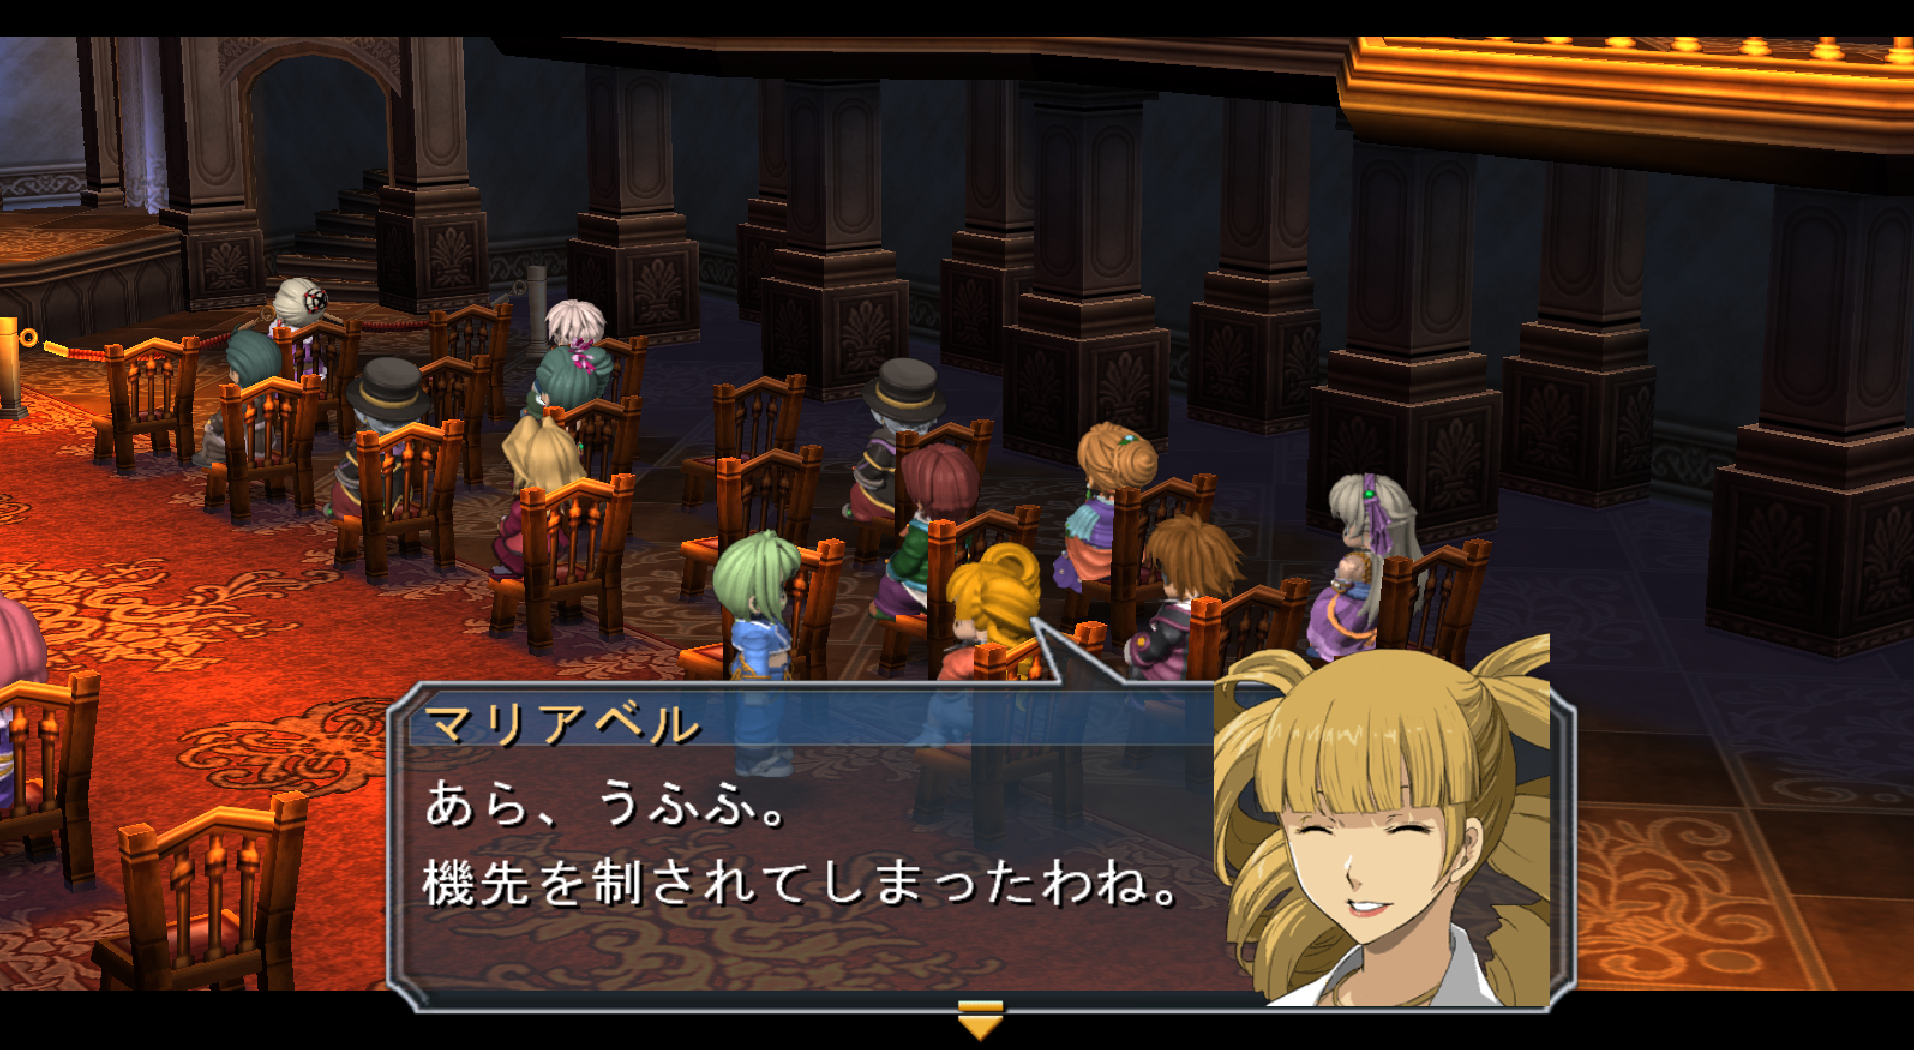 マリアベル
あら、うふふ。
機先を制されてしまったわね。